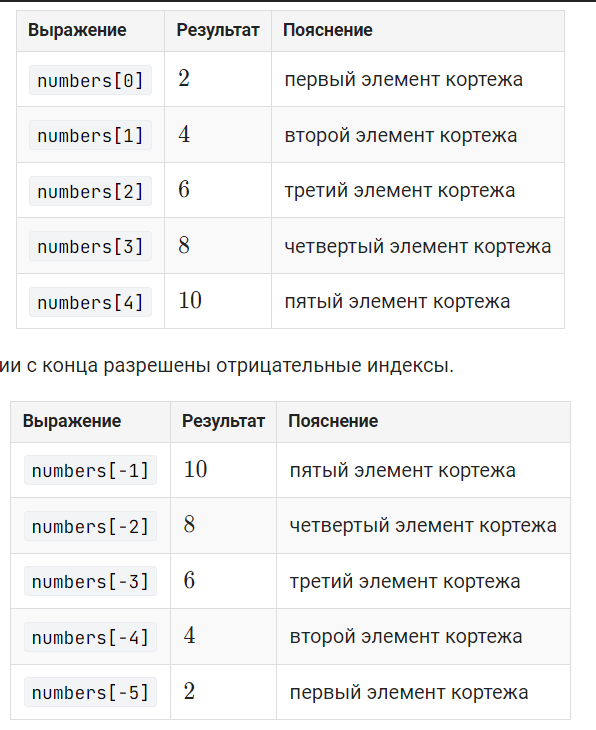 Выражение Результат Пояснение
numbers[0] 2 первый элемент кортежа
numbers[1] 4 второй элемент кортежа
numbers[2] 6 третий элемент кортежа
numbers[3] 8 четвертый элемент кортежа
numbers[4] 10 пятый элемент кортежа
ии с конца разрешены отрицательные индексы.
Выражение Результат Пояснение
numbers[-1] 10 пятый элемент кортежа
numbers[-2] 8 четвертый элемент кортежа
numbers[-3] 6 третий элемент кортежа
numbers[-4] 4 второй элемент кортежа
numbers[-5] 2 первый элемент кортежа